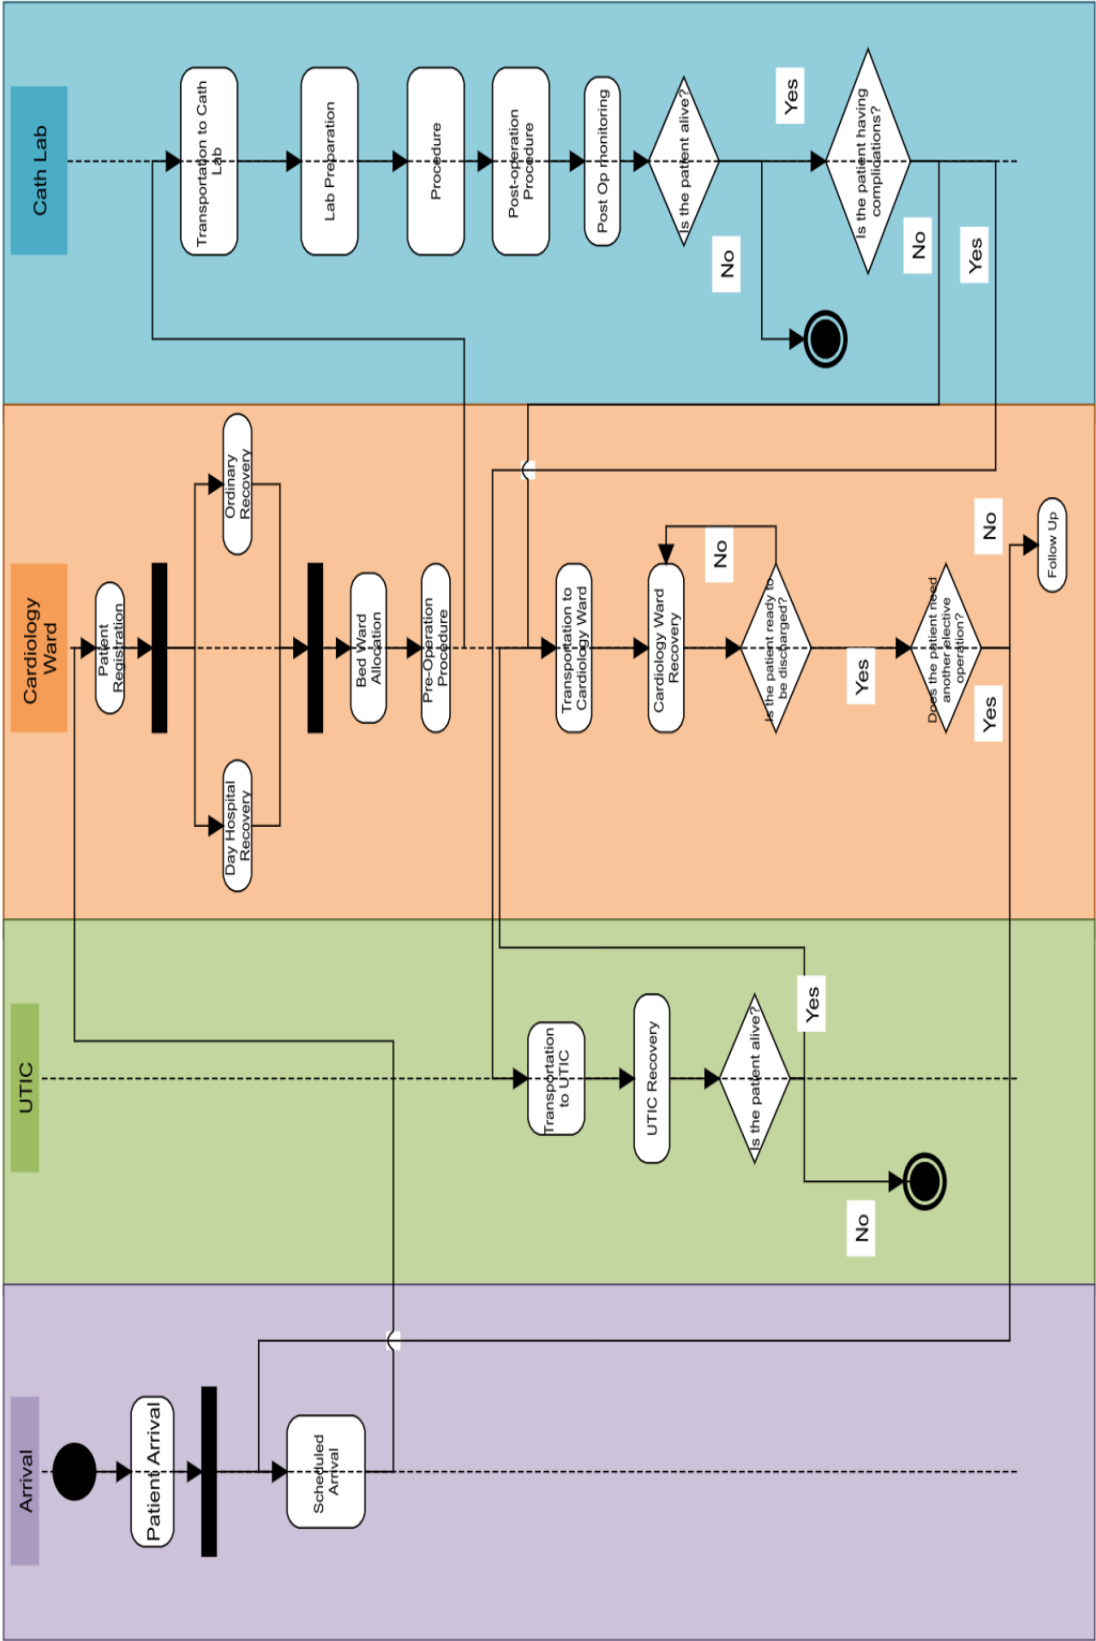 Arrival
Patient Arrival
Scheduled
Arrival
UTIC
Transportation
to UTIC
UTIC Recovery
Is the patient alive?
Yes
No
Cardiology
Ward
Patient
Registration
Day Hospital
Recovery
Ordinary
Recovery
Bed Ward
Allocation
Pre-Operation
Procedure
Transportation to
Cardiology Ward
Cardiology Ward
Recovery
No
Is the patient ready to
be discharged?
Yes
Does the patient need
another elective
operation?
Yes
No
Follow Up
Cath Lab
Transportation to Cath
Lab
Lab Preparation
Procedure
Post-operation
Procedure
Post Op monitoring
Is the patient alive?
No
Yes
Is the patient having
complications?
No
Yes